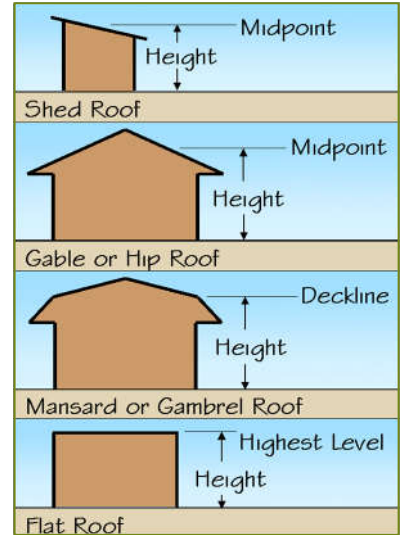 Midpoint
Height
Shed Roof
Midpoint
Height
Gable or Hip Roof
Deckline
Height
Mansard or Gambrel Roof
Highest Level
Height
Flat Roof